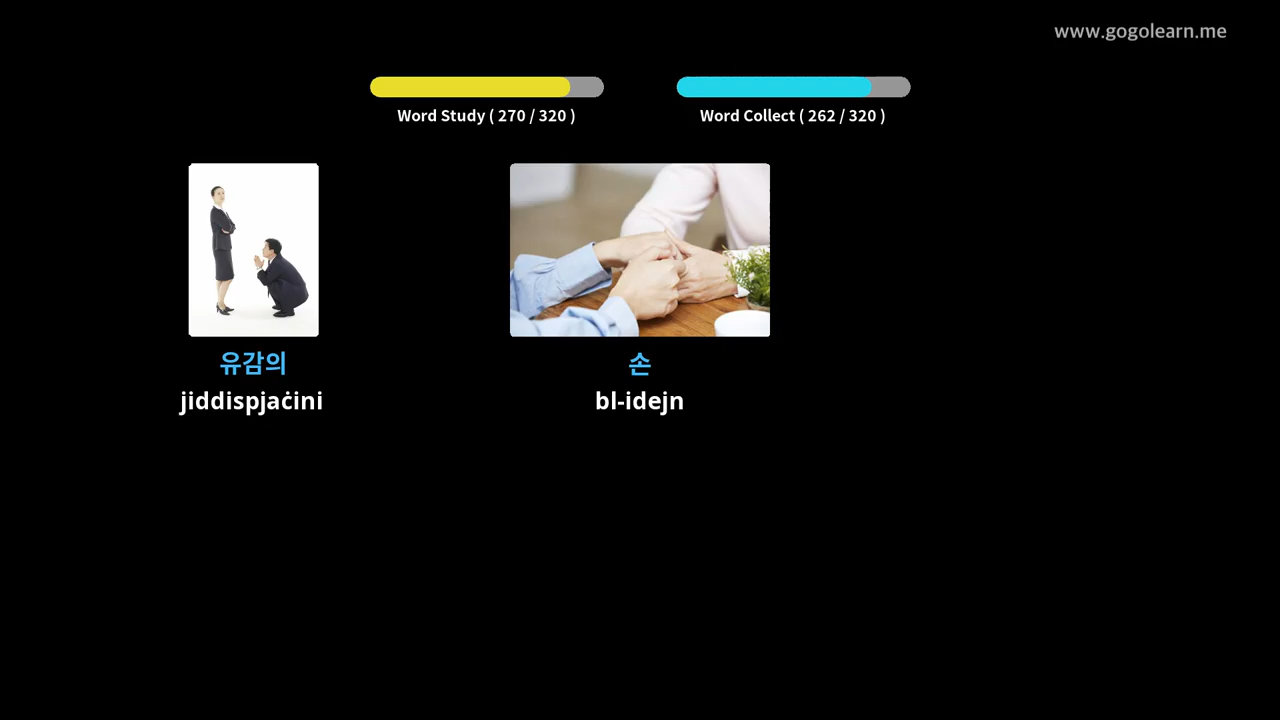 www.gogolearn.me
Word Study ( 270 / 320 )
Word Collect ( 262 / 320 )
유감의
jiddispjaċini
손
bl-idejn